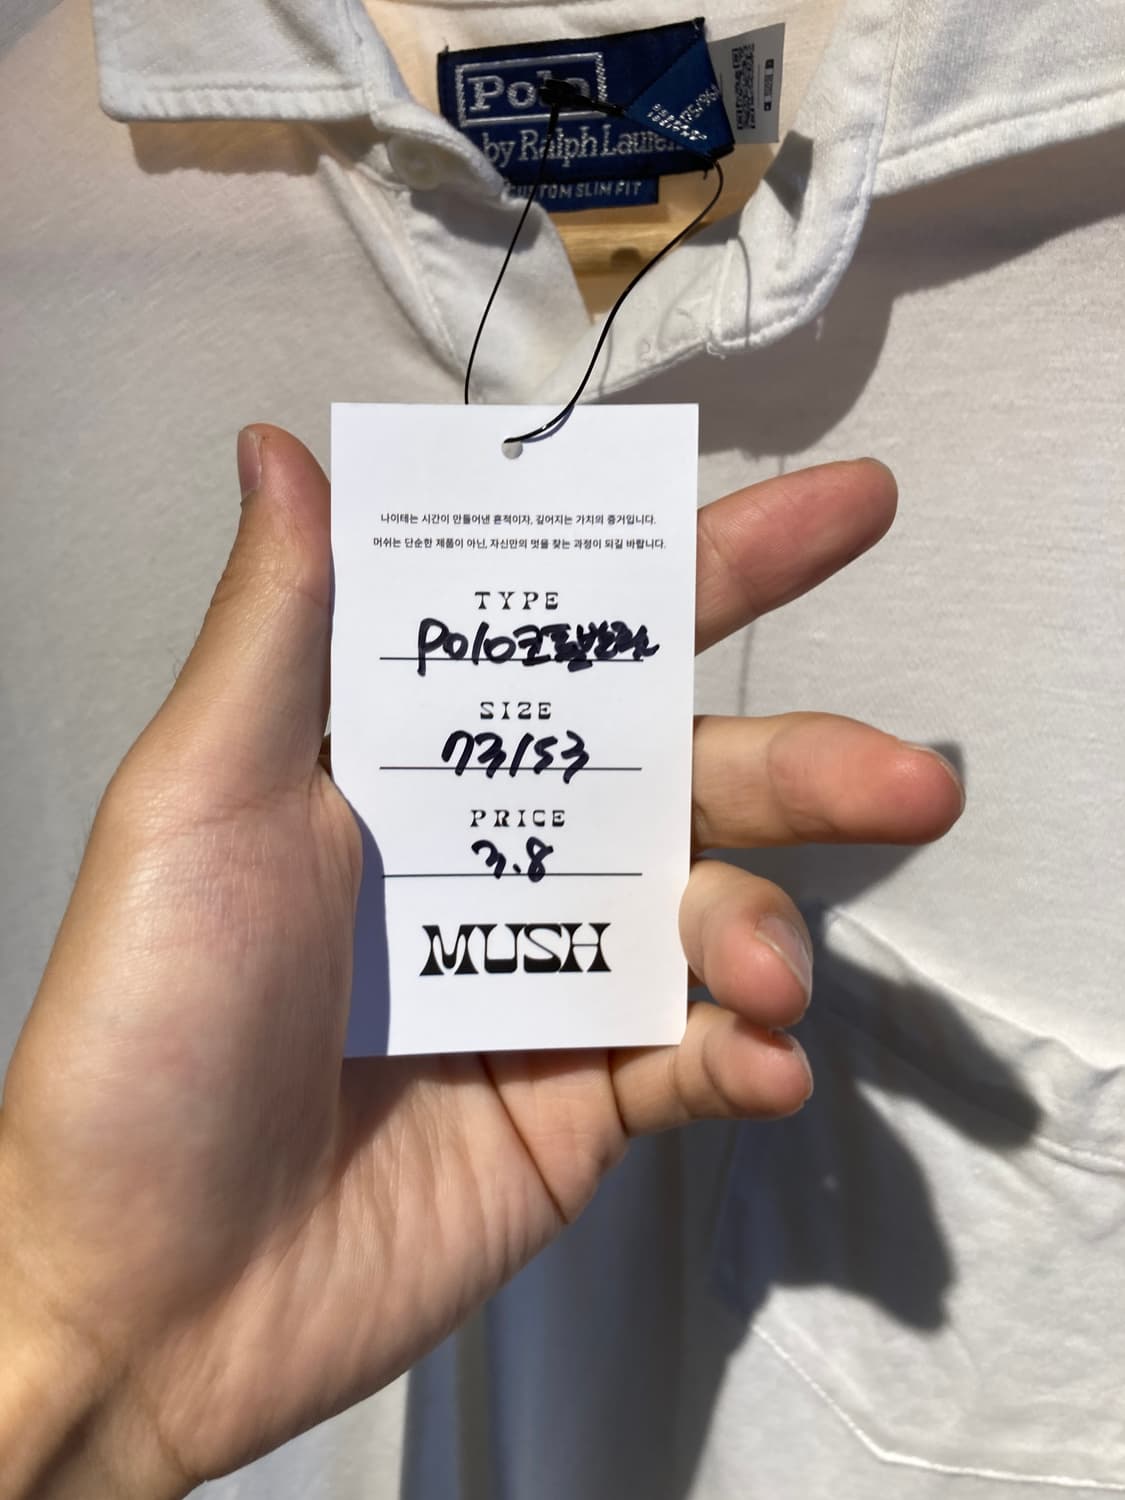 Polo
by Ralph Lauren
CUSTOM SLIM FIT
나이테는 시간이 만들어낸 흔적이자, 깊어지는 가치의 증거입니다.
머쉬는 단순한 제품이 아닌, 자신만의 멋을 찾는 과정이 되길 바랍니다.
TYPE
Polo
SIZE
73/53
PRICE
3.8
MUSH